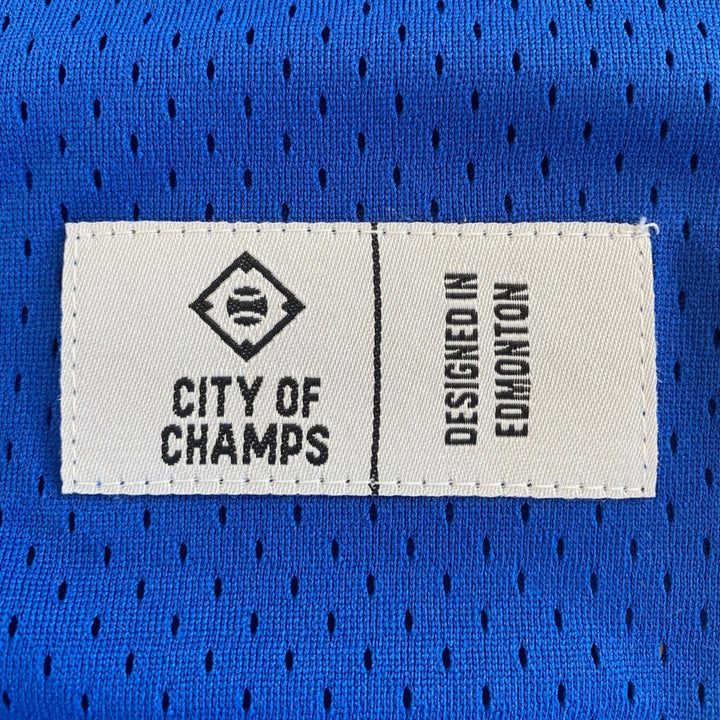 CITY OF
CHAMPS
DESIGNED IN
EDMONTON